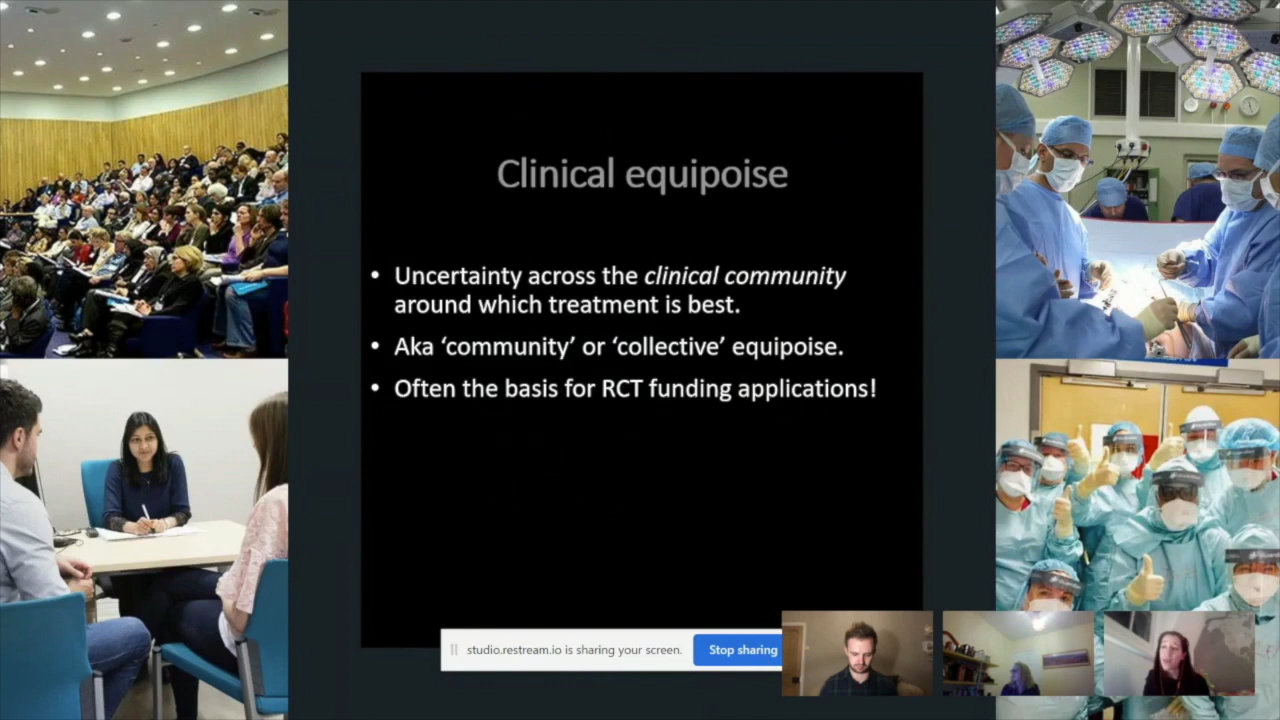 Clinical equipoise
• Uncertainty across the clinical community
around which treatment is best.
• Aka ‘community’ or ‘collective’ equipoise.
• Often the basis for RCT funding applications!
studio.restream.io is sharing your screen.
Stop sharing